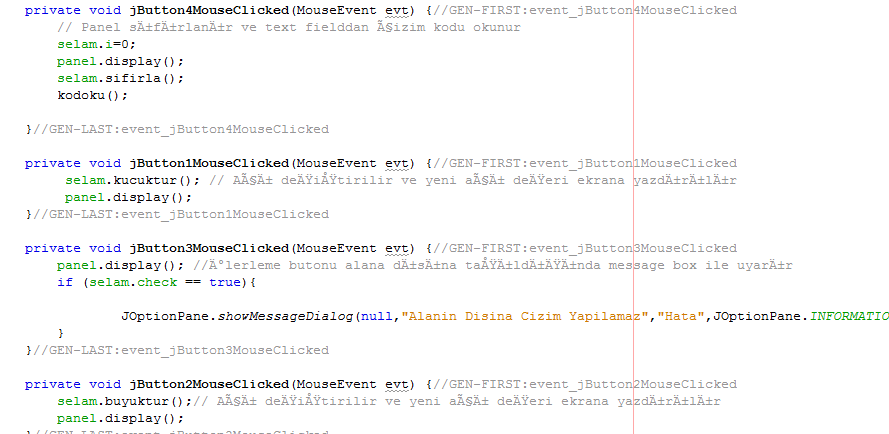 private void jButton4MouseClicked(MouseEvent evt) {//GEN-FIRST:event_jButton4MouseClicked
// Panel sÄ±fÄ±rlanÄ±r ve text fielddan Ã§izim kodu okunur
selam.i=0;
panel.display();
selam.sifirla();
kodoku();
}//GEN-LAST:event_jButton4MouseClicked
private void jButton1MouseClicked(MouseEvent evt) {//GEN-FIRST:event_jButton1MouseClicked
selam.kucuktur(); // AÃ§Ä± deÄŸiÅŸtirilir ve yeni aÃ§Ä± deÄŸeri ekrana yazdÄ±rÄ±lÄ±r
panel.display();
}//GEN-LAST:event_jButton1MouseClicked
private void jButton3MouseClicked(MouseEvent evt) {//GEN-FIRST:event_jButton3MouseClicked
panel.display(); //Ä°lerleme butonu alana dÄ±sÄ±na taÅŸÄ±ldÄ±ÄŸÄ±nda message box ile uyarÄ±r
if (selam.check == true){
JOptionPane.showMessageDialog(null,"Alanin Disina Cizim Yapilamaz","Hata",JOptionPane.INFORMATIO
}
}//GEN-LAST:event_jButton3MouseClicked
private void jButton2MouseClicked(MouseEvent evt) {//GEN-FIRST:event_jButton2MouseClicked
selam.buyuktur();// AÃ§Ä± deÄŸiÅŸtirilir ve yeni aÃ§Ä± deÄŸeri ekrana yazdÄ±rÄ±lÄ±r
panel.display();
}//GEN-LAST:event_jButton2MouseClicked